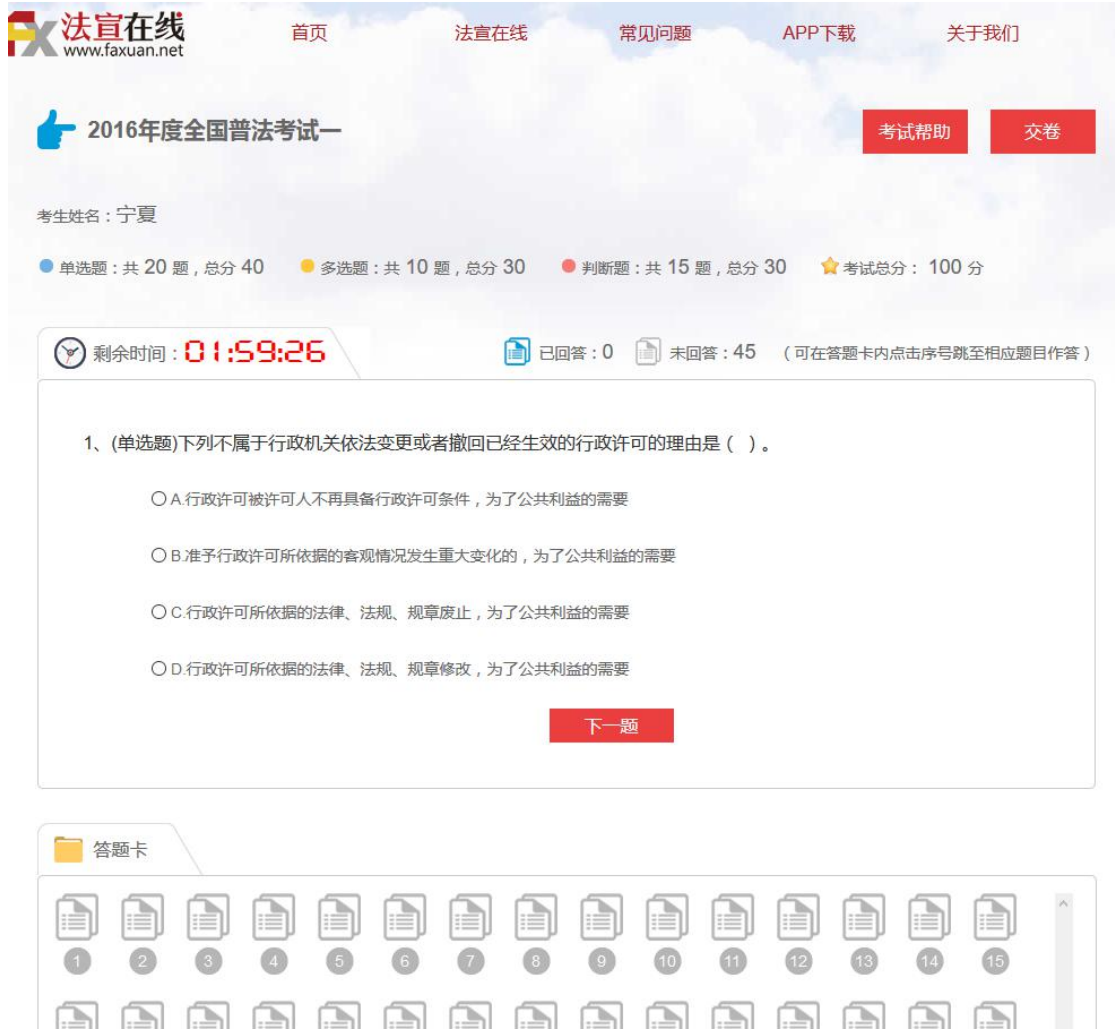 法宣在线
www.faxuan.net
首页 法宣在线 常见问题 APP下载 关于我们
2016年度全国普法考试一
考试帮助 交卷
考生姓名：宁夏
单选题：共 20 题，总分 40 多选题：共 10 题，总分 30 判断题：共 15 题，总分 30 考试总分： 100 分
剩余时间：01:59:26 已回答：0 未回答：45 （可在答题卡内点击序号跳至相应题目作答）
1、(单选题)下列不属于行政机关依法变更或者撤回已经生效的行政许可的理由是（ ）。
A.行政许可被许可人不再具备行政许可条件，为了公共利益的需要
B.准予行政许可所依据的客观情况发生重大变化的，为了公共利益的需要
C.行政许可所依据的法律、法规、规章废止，为了公共利益的需要
D.行政许可所依据的法律、法规、规章修改，为了公共利益的需要
下一题
答题卡
1 2 3 4 5 6 7 8 9 10 11 12 13 14 15